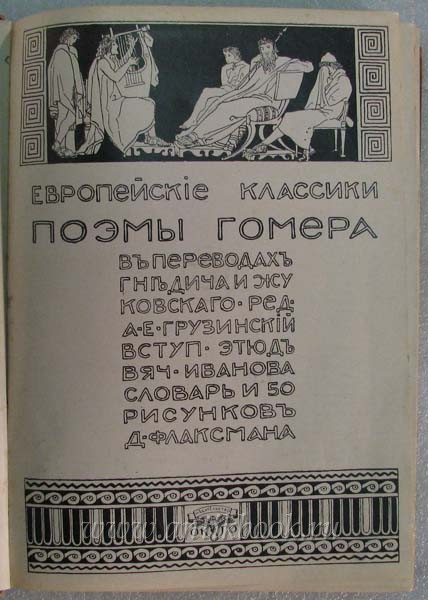 ЕВРОПЕЙСКІЕ КЛАССИКИ
ПОЭМЫ ГОМЕРА
ВЪ ПЕРЕВОДАХЪ
ГНѢДИЧА И ЖУ
КОВСКАГО · РЕД:
А·Е·ГРУЗИНСКІЙ
ВСТУП· ЭТЮДЪ
ВЯЧ· ИВАНОВА
СЛОВАРЬ И 50
РИСУНКОВЪ
Д·ФЛАКСМАНА